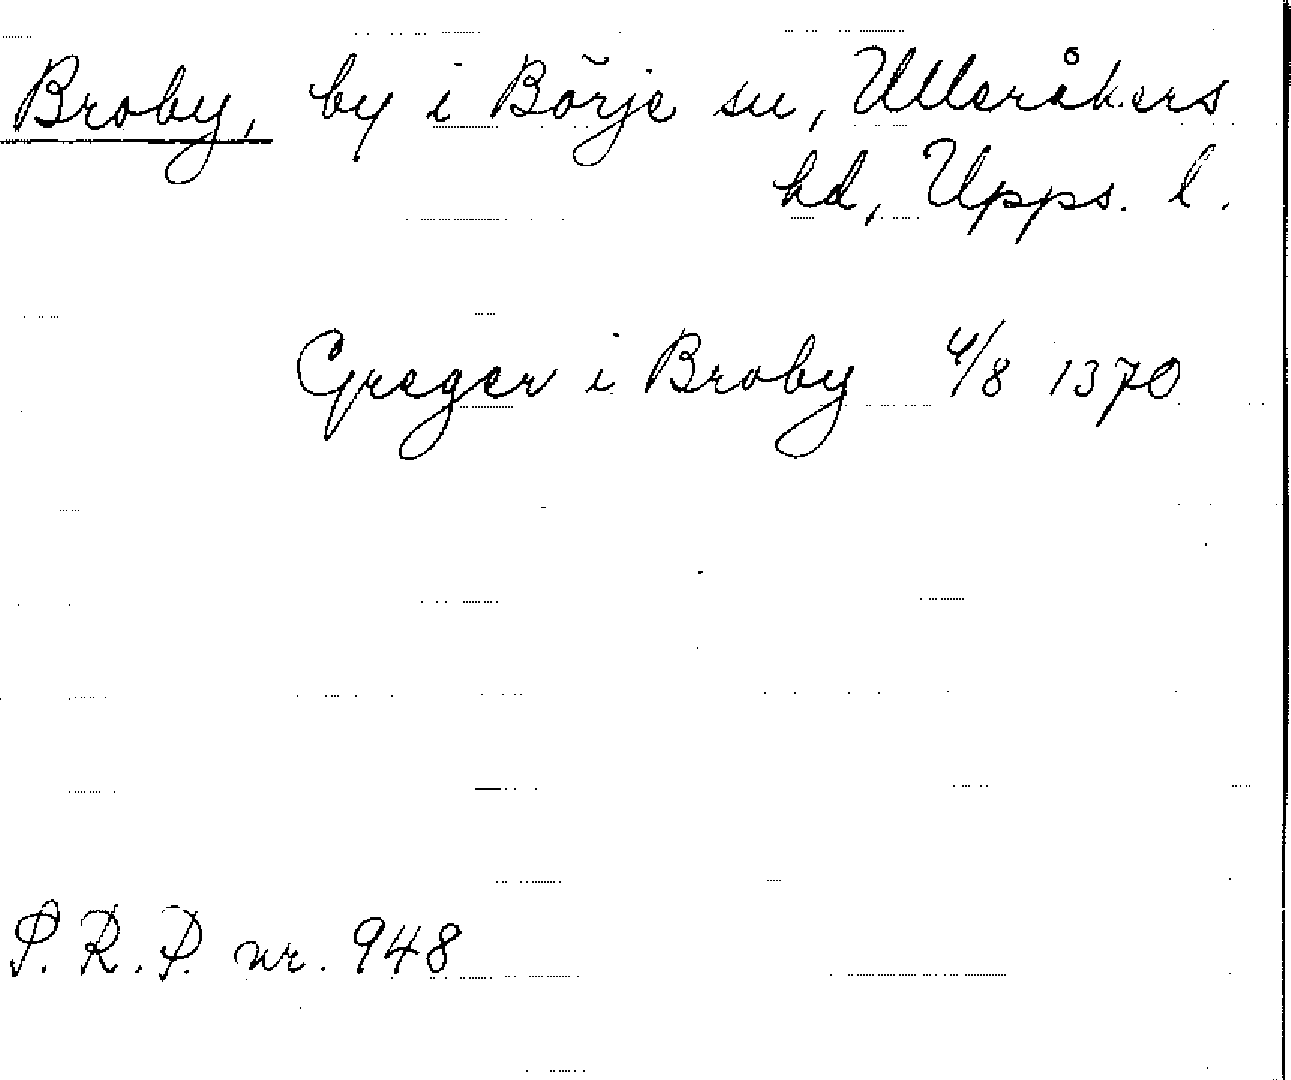 Broby, by i Börje sn, Ulleråkers
hd, Upps. l.
Greger i Broby 4/8 1370
P.R.P. nr. 948